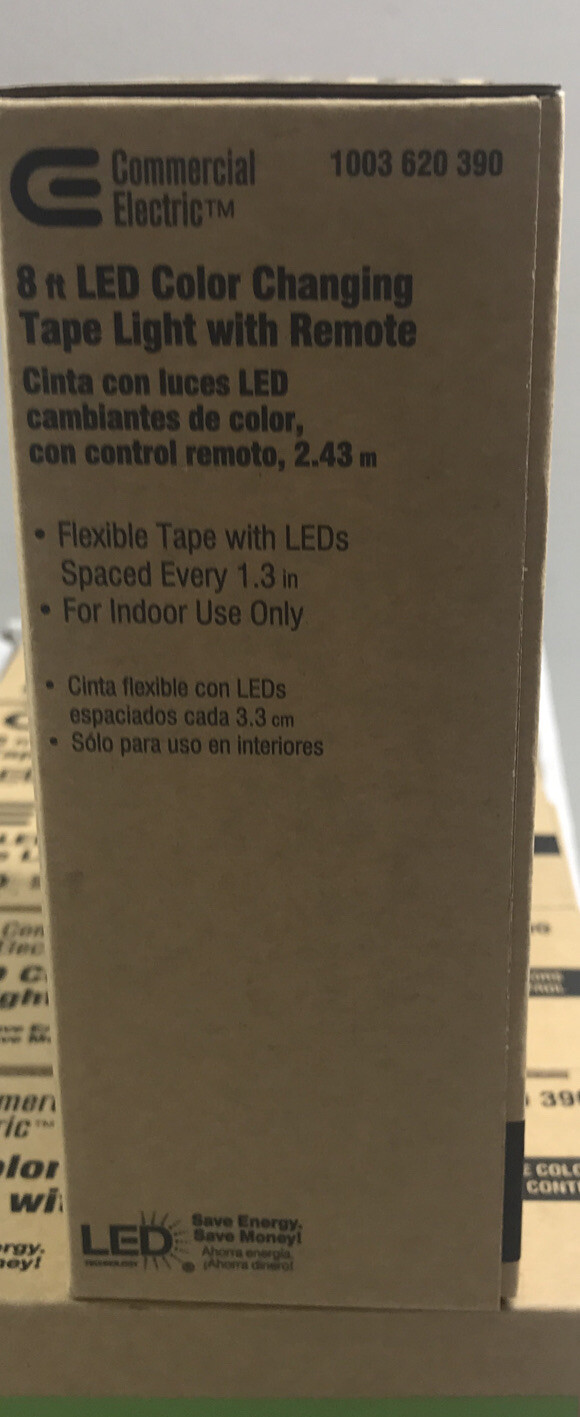 Commercial
Electric™
1003 620 390
8 ft LED Color Changing
Tape Light with Remote
Cinta con luces LED
cambiantes de color,
con control remoto, 2.43 m
• Flexible Tape with LEDs
Spaced Every 1.3 in
• For Indoor Use Only
• Cinta flexible con LEDs
espaciados cada 3.3 cm
• Sólo para uso en interiores
LED
TECHNOLOGY
Save Energy.
Save Money!
Ahorra energía.
¡Ahorra dinero!